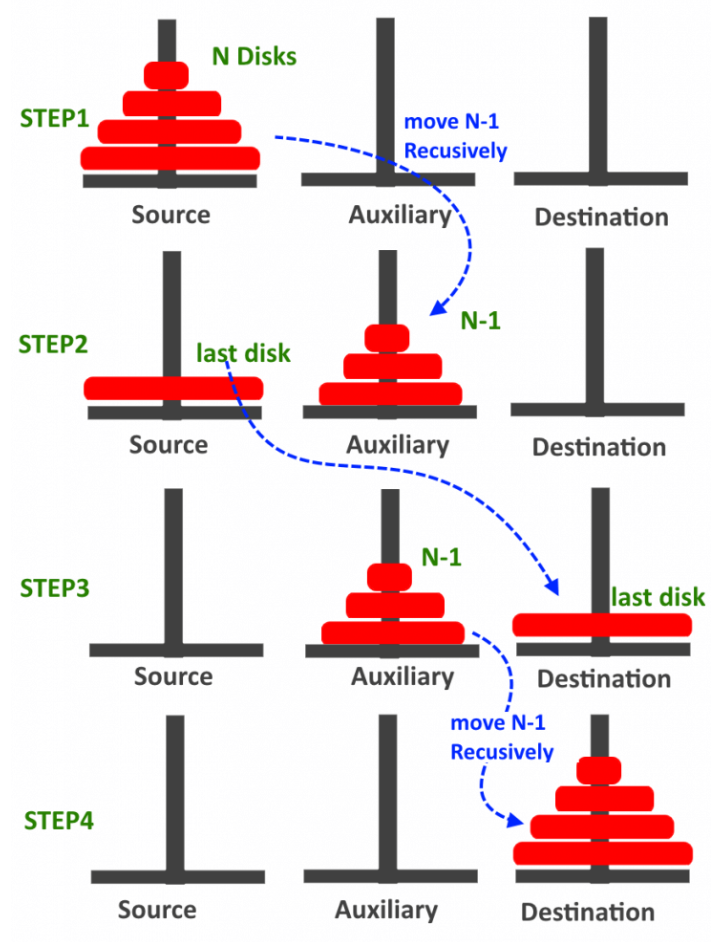 N Disks
STEP1
move N-1
Recusively
Source
Auxiliary
Destination
STEP2
last disk
N-1
Source
Auxiliary
Destination
STEP3
N-1
last disk
Source
Auxiliary
Destination
move N-1
Recusively
STEP4
Source
Auxiliary
Destination